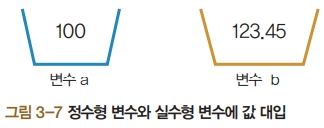 100 123.45
변수 a 변수 b
그림 3-7 정수형 변수와 실수형 변수에 값 대입